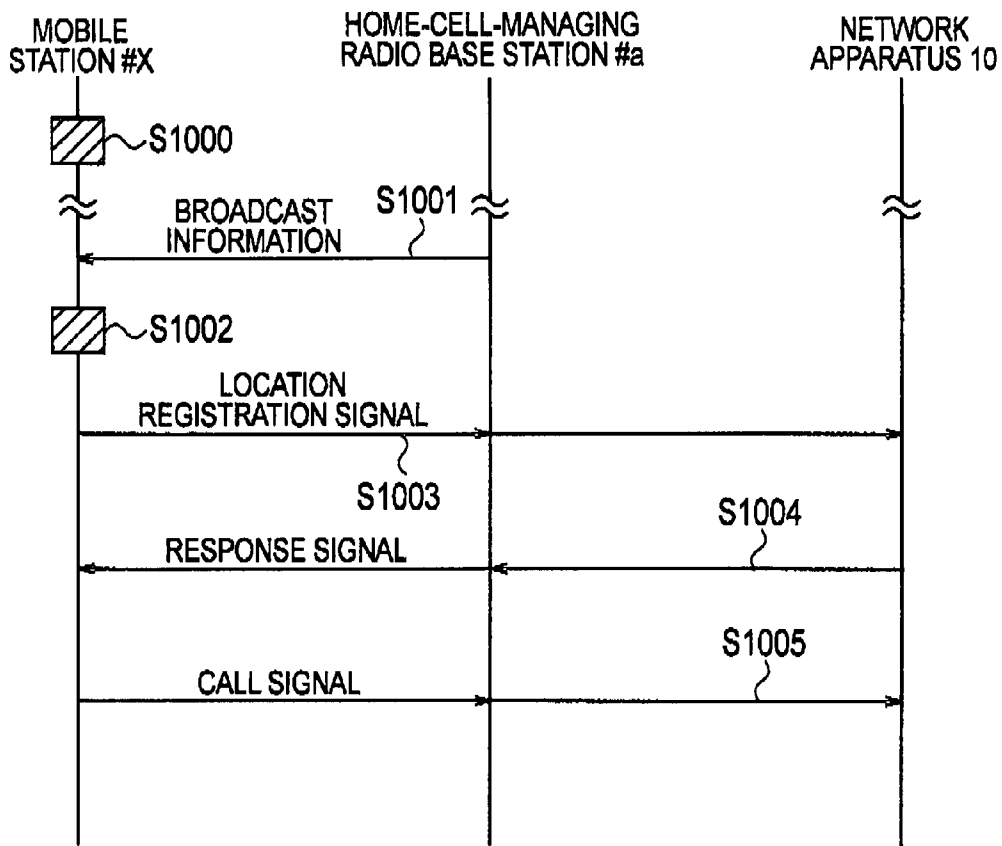 MOBILE
STATION #X
HOME-CELL-MANAGING
RADIO BASE STATION #a
NETWORK
APPARATUS 10
S1000
S1001
BROADCAST
INFORMATION
S1002
LOCATION
REGISTRATION SIGNAL
S1003
S1004
RESPONSE SIGNAL
S1005
CALL SIGNAL